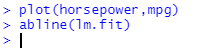 > plot(horsepower,mpg)
> abline(lm.fit)
>